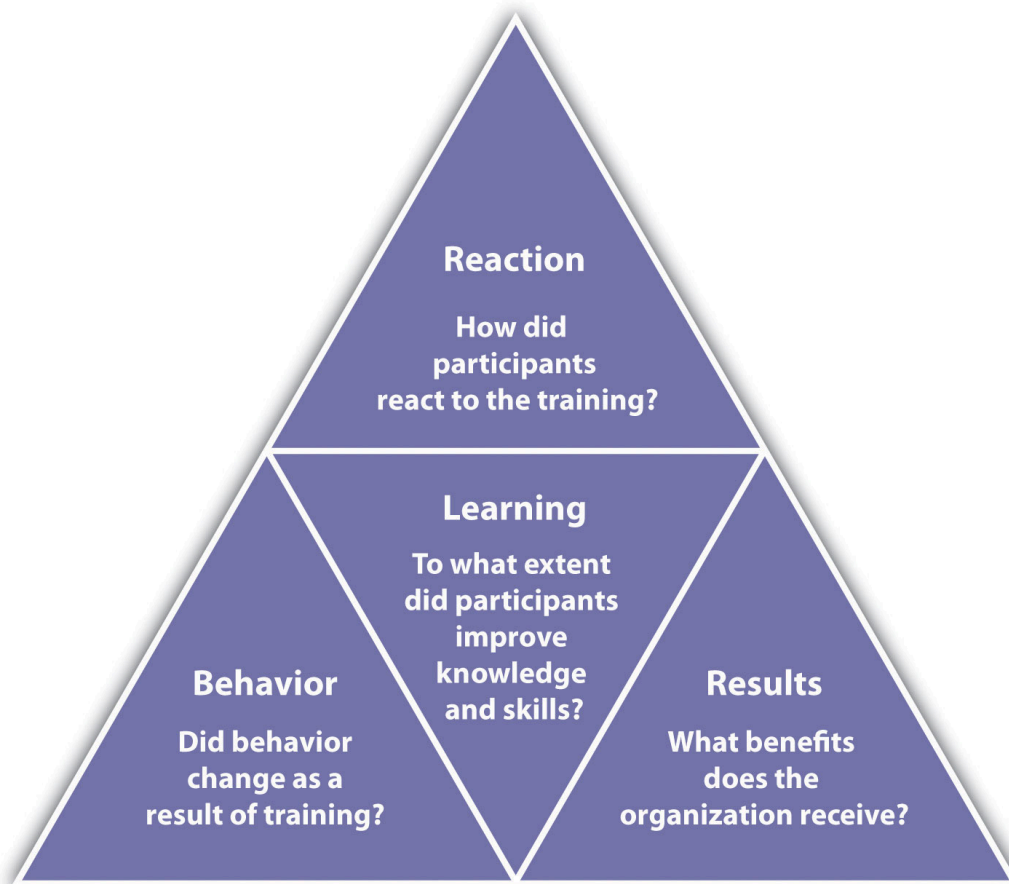 Reaction
How did
participants
react to the training?
Learning
To what extent
did participants
improve
knowledge
and skills?
Behavior
Did behavior
change as a
result of training?
Results
What benefits
does the
organization receive?